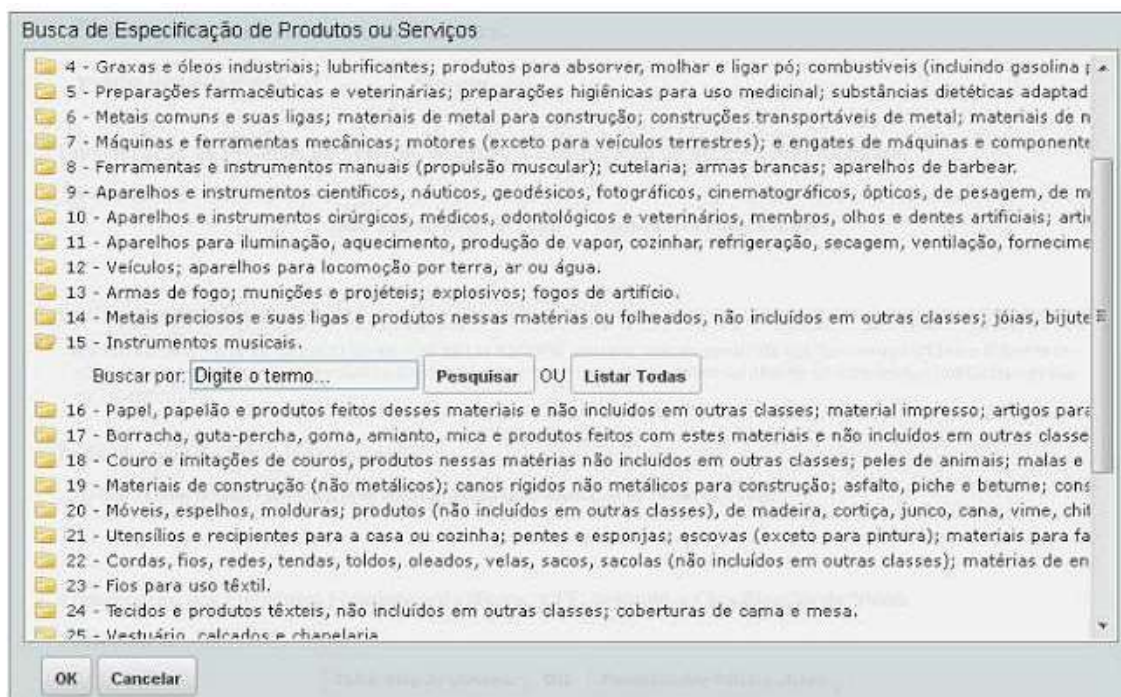 Busca de Especificação de Produtos ou Serviços
4 - Graxas e óleos industriais; lubrificantes; produtos para absorver, molhar e ligar pó; combustíveis (incluindo gasolina
5 - Preparações farmacêuticas e veterinárias; preparações higiênicas para uso medicinal; substâncias dietéticas adaptad
6 - Metais comuns e suas ligas; materiais de metal para construção; construções transportáveis de metal; materiais de
7 - Máquinas e ferramentas mecânicas; motores (exceto para veículos terrestres); e engates de máquinas e componente
8 - Ferramentas e instrumentos manuais (propulsão muscular); cutelaria; armas brancas; aparelhos de barbear.
9 - Aparelhos e instrumentos científicos, náuticos, geodésicos, fotográficos, cinematográficos, ópticos, de pesagem, de m
10 - Aparelhos e instrumentos cirúrgicos, médicos, odontológicos e veterinários, membros, olhos e dentes artificiais; arti
11 - Aparelhos para iluminação, aquecimento, produção de vapor, cozinhar, refrigeração, secagem, ventilação, fornecime
12 - Veículos; aparelhos para locomoção por terra, ar ou água.
13 - Armas de fogo; munições e projéteis; explosivos; fogos de artifício.
14 - Metais preciosos e suas ligas e produtos nessas matérias ou folheados, não incluídos em outras classes; jóias, bijute
15 - Instrumentos musicais.
Buscar por: Digite o termo... Pesquisar OU Listar Todas
16 - Papel, papelão e produtos feitos desses materiais e não incluídos em outras classes; material impresso; artigos para
17 - Borracha, guta-percha, goma, amianto, mica e produtos feitos com estes materiais e não incluídos em outras classe
18 - Couro e imitações de couros, produtos nessas matérias não incluídos em outras classes; peles de animais; malas e
19 - Materiais de construção (não metálicos); canos rígidos não metálicos para construção; asfalto, piche e betume; cons
20 - Móveis, espelhos, molduras; produtos (não incluídos em outras classes), de madeira, cortiça, junco, cana, vime, chif
21 - Utensílios e recipientes para a casa ou cozinha; pentes e esponjas; escovas (exceto para pintura); materiais para fa
22 - Cordas, fios, redes, tendas, toldos, oleados, velas, sacos, sacolas (não incluídos em outras classes); matérias de en
23 - Fios para uso têxtil.
24 - Tecidos e produtos têxteis, não incluídos em outras classes; coberturas de cama e mesa.
25 - Vestuário, calçados e chapelaria
OK Cancelar